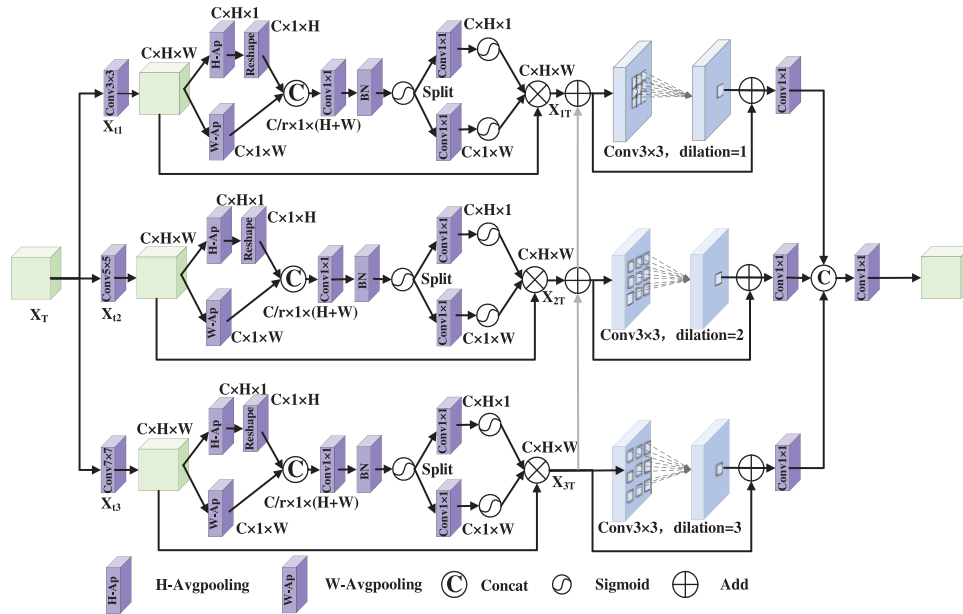 C×H×1
C×1×H
C×H×W
H-Ap
Reshape
Conv3×3
X_t1
W-Ap
C
Conv1×1
BN
C/r×1×(H+W)
C×1×W
Split
C×H×1
Conv1×1
Conv1×1
C×1×W
C×H×W
X_1T
Conv3×3, dilation=1
Conv1×1
C×H×1
C×1×H
C×H×W
H-Ap
Reshape
X_T
Conv5×5
X_t2
W-Ap
C
Conv1×1
BN
C/r×1×(H+W)
C×1×W
Split
C×H×1
Conv1×1
Conv1×1
C×1×W
C×H×W
X_2T
Conv3×3, dilation=2
Conv1×1
C
Conv1×1
C×H×1
C×1×H
C×H×W
H-Ap
Reshape
Conv7×7
X_t3
W-Ap
C
Conv1×1
BN
C/r×1×(H+W)
C×1×W
Split
C×H×1
Conv1×1
Conv1×1
C×1×W
C×H×W
X_3T
Conv3×3, dilation=3
Conv1×1
H-Ap
H-Avgpooling
W-Ap
W-Avgpooling
C
Concat
Sigmoid
Add